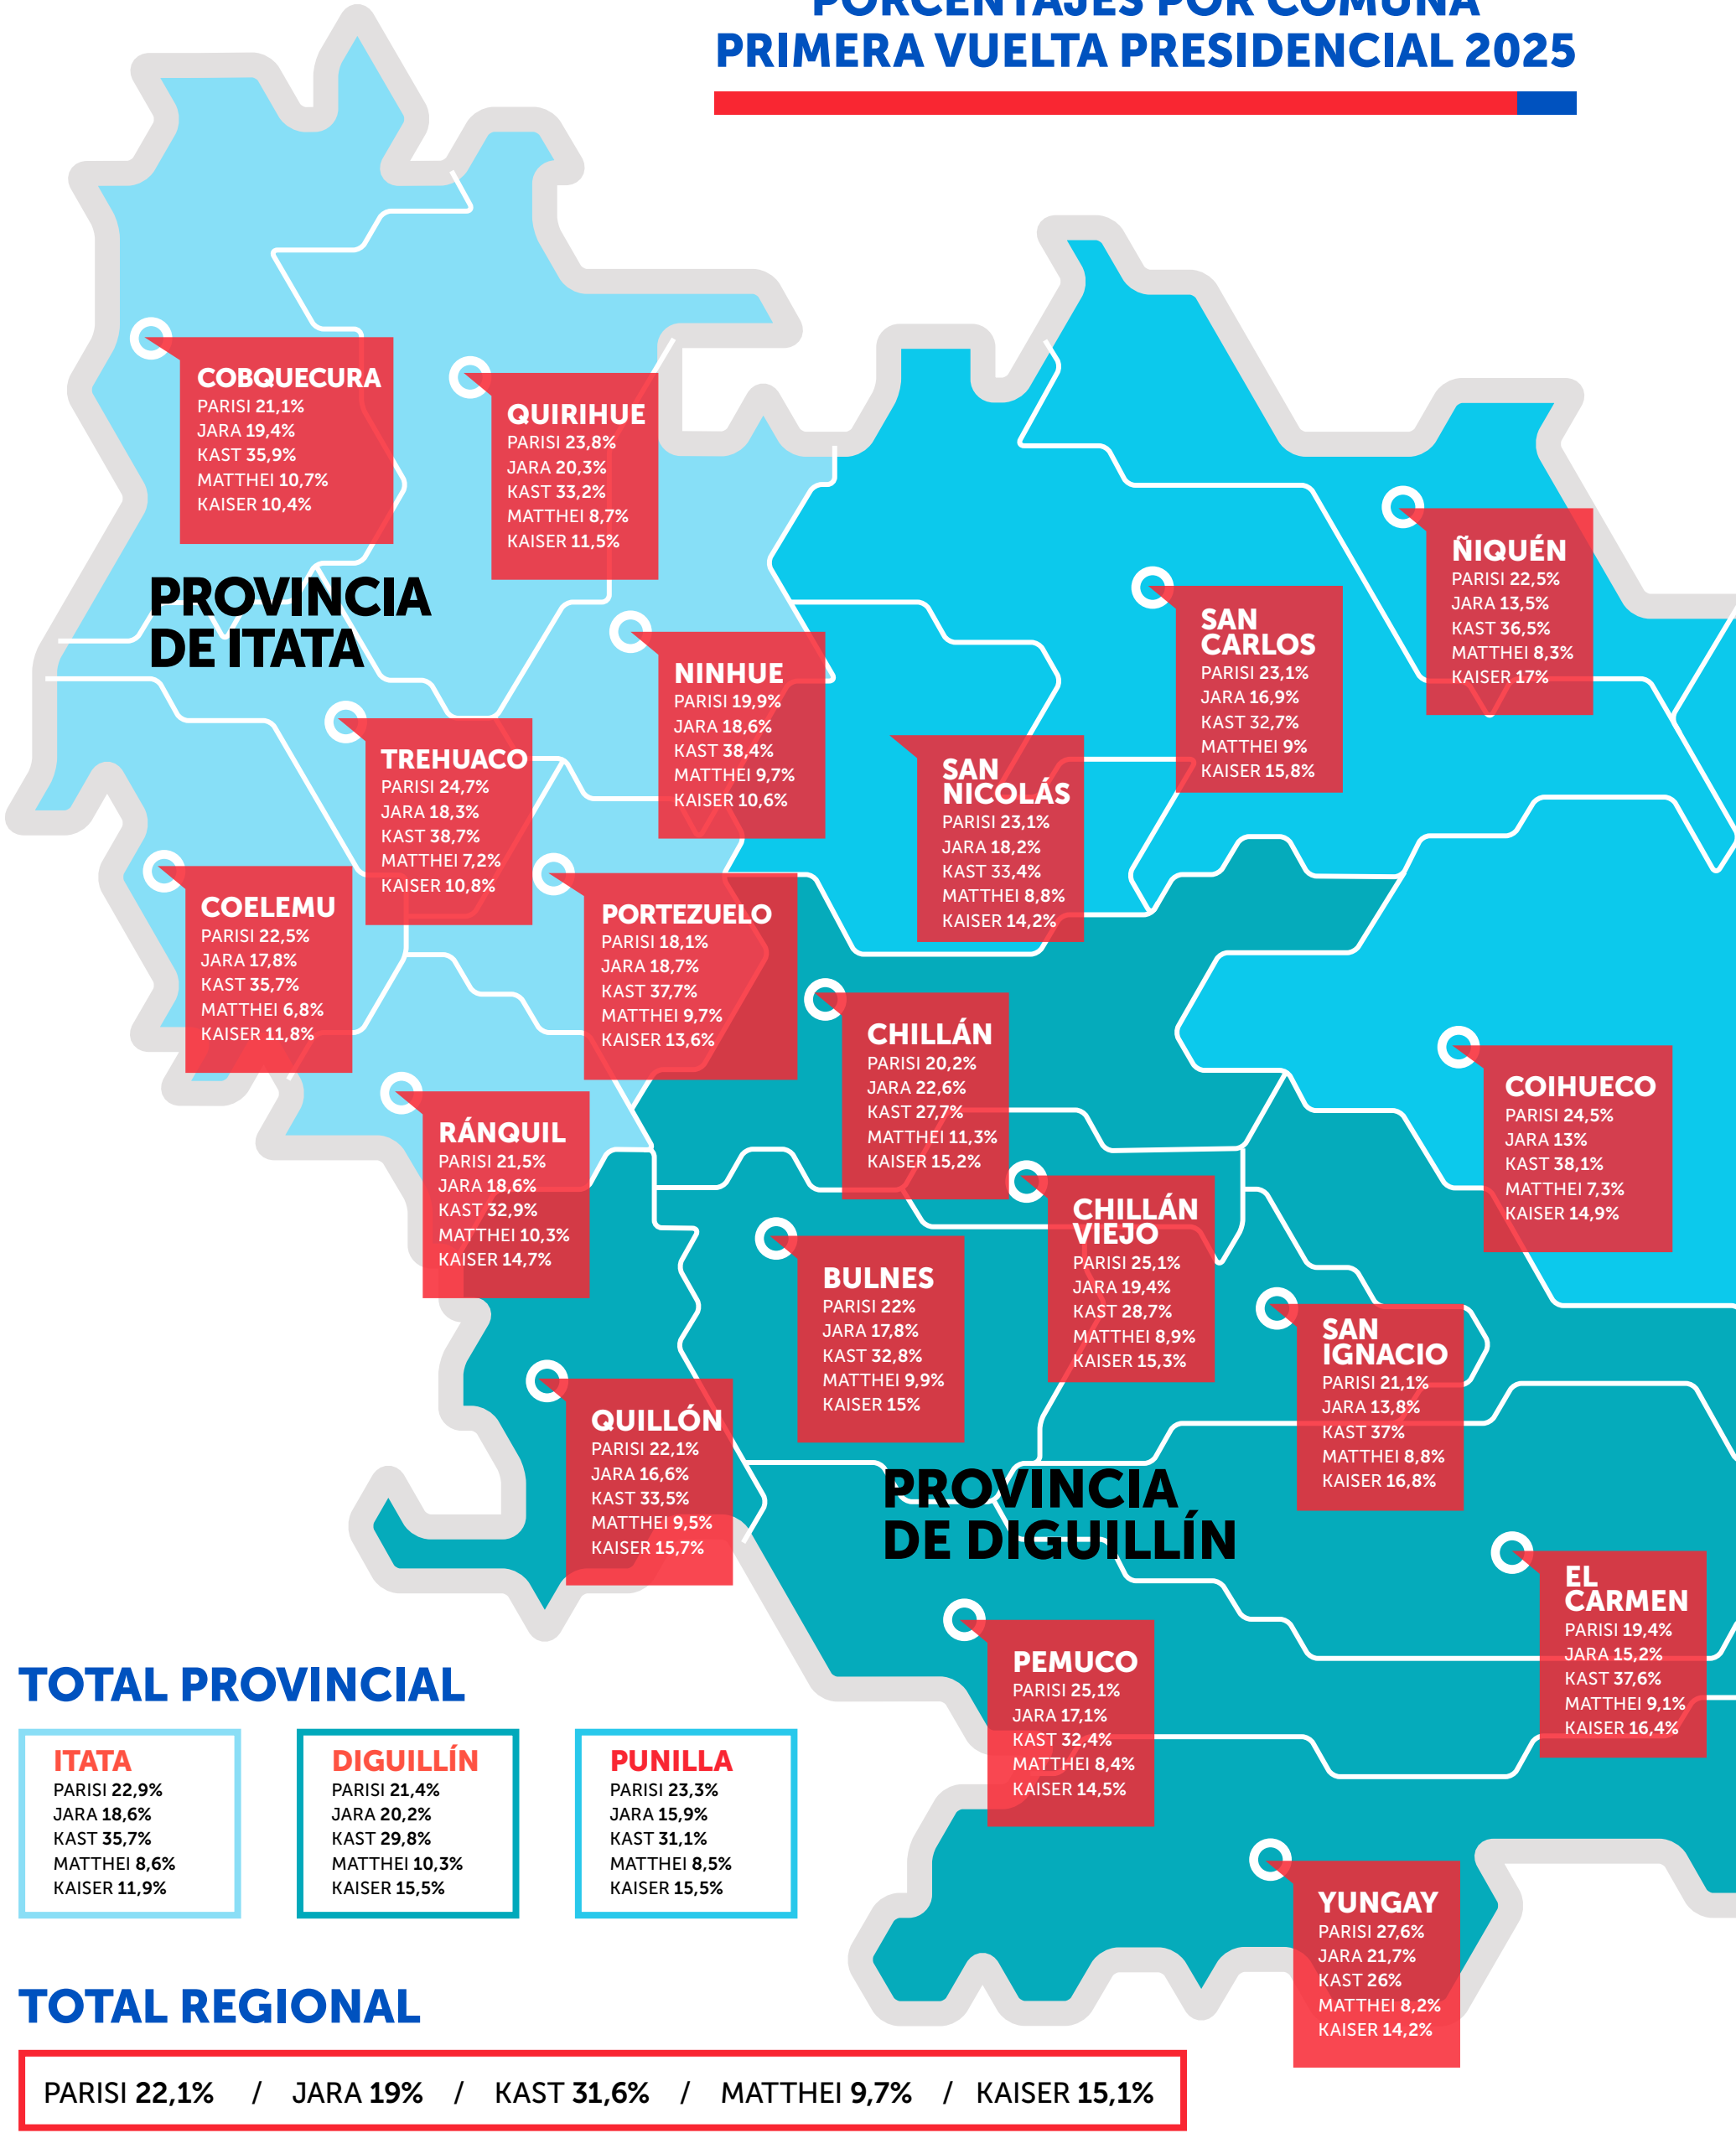 PORCENTAJES POR COMUNA
PRIMERA VUELTA PRESIDENCIAL 2025
COBQUECURA
PARISI 21,1%
JARA 19,4%
KAST 35,9%
MATTHEI 10,7%
KAISER 10,4%
QUIRIHUE
PARISI 23,8%
JARA 20,3%
KAST 33,2%
MATTHEI 8,7%
KAISER 11,5%
ÑIQUÉN
PARISI 22,5%
JARA 13,5%
KAST 36,5%
MATTHEI 8,3%
KAISER 17%
PROVINCIA
DE ITATA
SAN
CARLOS
PARISI 23,1%
JARA 16,9%
KAST 32,7%
MATTHEI 9%
KAISER 15,8%
NINHUE
PARISI 19,9%
JARA 18,6%
KAST 38,4%
MATTHEI 9,7%
KAISER 10,6%
TREHUACO
PARISI 24,7%
JARA 18,3%
KAST 38,7%
MATTHEI 7,2%
KAISER 10,8%
SAN
NICOLÁS
PARISI 23,1%
JARA 18,2%
KAST 33,4%
MATTHEI 8,8%
KAISER 14,2%
COELEMU
PARISI 22,5%
JARA 17,8%
KAST 35,7%
MATTHEI 6,8%
KAISER 11,8%
PORTEZUELO
PARISI 18,1%
JARA 18,7%
KAST 37,7%
MATTHEI 9,7%
KAISER 13,6%
CHILLÁN
PARISI 20,2%
JARA 22,6%
KAST 27,7%
MATTHEI 11,3%
KAISER 15,2%
COIHUECO
PARISI 24,5%
JARA 13%
KAST 38,1%
MATTHEI 7,3%
KAISER 14,9%
RÁNQUIL
PARISI 21,5%
JARA 18,6%
KAST 32,9%
MATTHEI 10,3%
KAISER 14,7%
CHILLÁN
VIEJO
PARISI 25,1%
JARA 19,4%
KAST 28,7%
MATTHEI 8,9%
KAISER 15,3%
BULNES
PARISI 22%
JARA 17,8%
KAST 32,8%
MATTHEI 9,9%
KAISER 15%
SAN
IGNACIO
PARISI 21,1%
JARA 13,8%
KAST 37%
MATTHEI 8,8%
KAISER 16,8%
QUILLÓN
PARISI 22,1%
JARA 16,6%
KAST 33,5%
MATTHEI 9,5%
KAISER 15,7%
PROVINCIA
DE DIGUILLÍN
EL
CARMEN
PARISI 19,4%
JARA 15,2%
KAST 37,6%
MATTHEI 9,1%
KAISER 16,4%
PEMUCO
PARISI 25,1%
JARA 17,1%
KAST 32,4%
MATTHEI 8,4%
KAISER 14,5%
YUNGAY
PARISI 27,6%
JARA 21,7%
KAST 26%
MATTHEI 8,2%
KAISER 14,2%
TOTAL PROVINCIAL
ITATA
PARISI 22,9%
JARA 18,6%
KAST 35,7%
MATTHEI 8,6%
KAISER 11,9%
DIGUILLÍN
PARISI 21,4%
JARA 20,2%
KAST 29,8%
MATTHEI 10,3%
KAISER 15,5%
PUNILLA
PARISI 23,3%
JARA 15,9%
KAST 31,1%
MATTHEI 8,5%
KAISER 15,5%
TOTAL REGIONAL
PARISI 22,1% / JARA 19% / KAST 31,6% / MATTHEI 9,7% / KAISER 15,1%